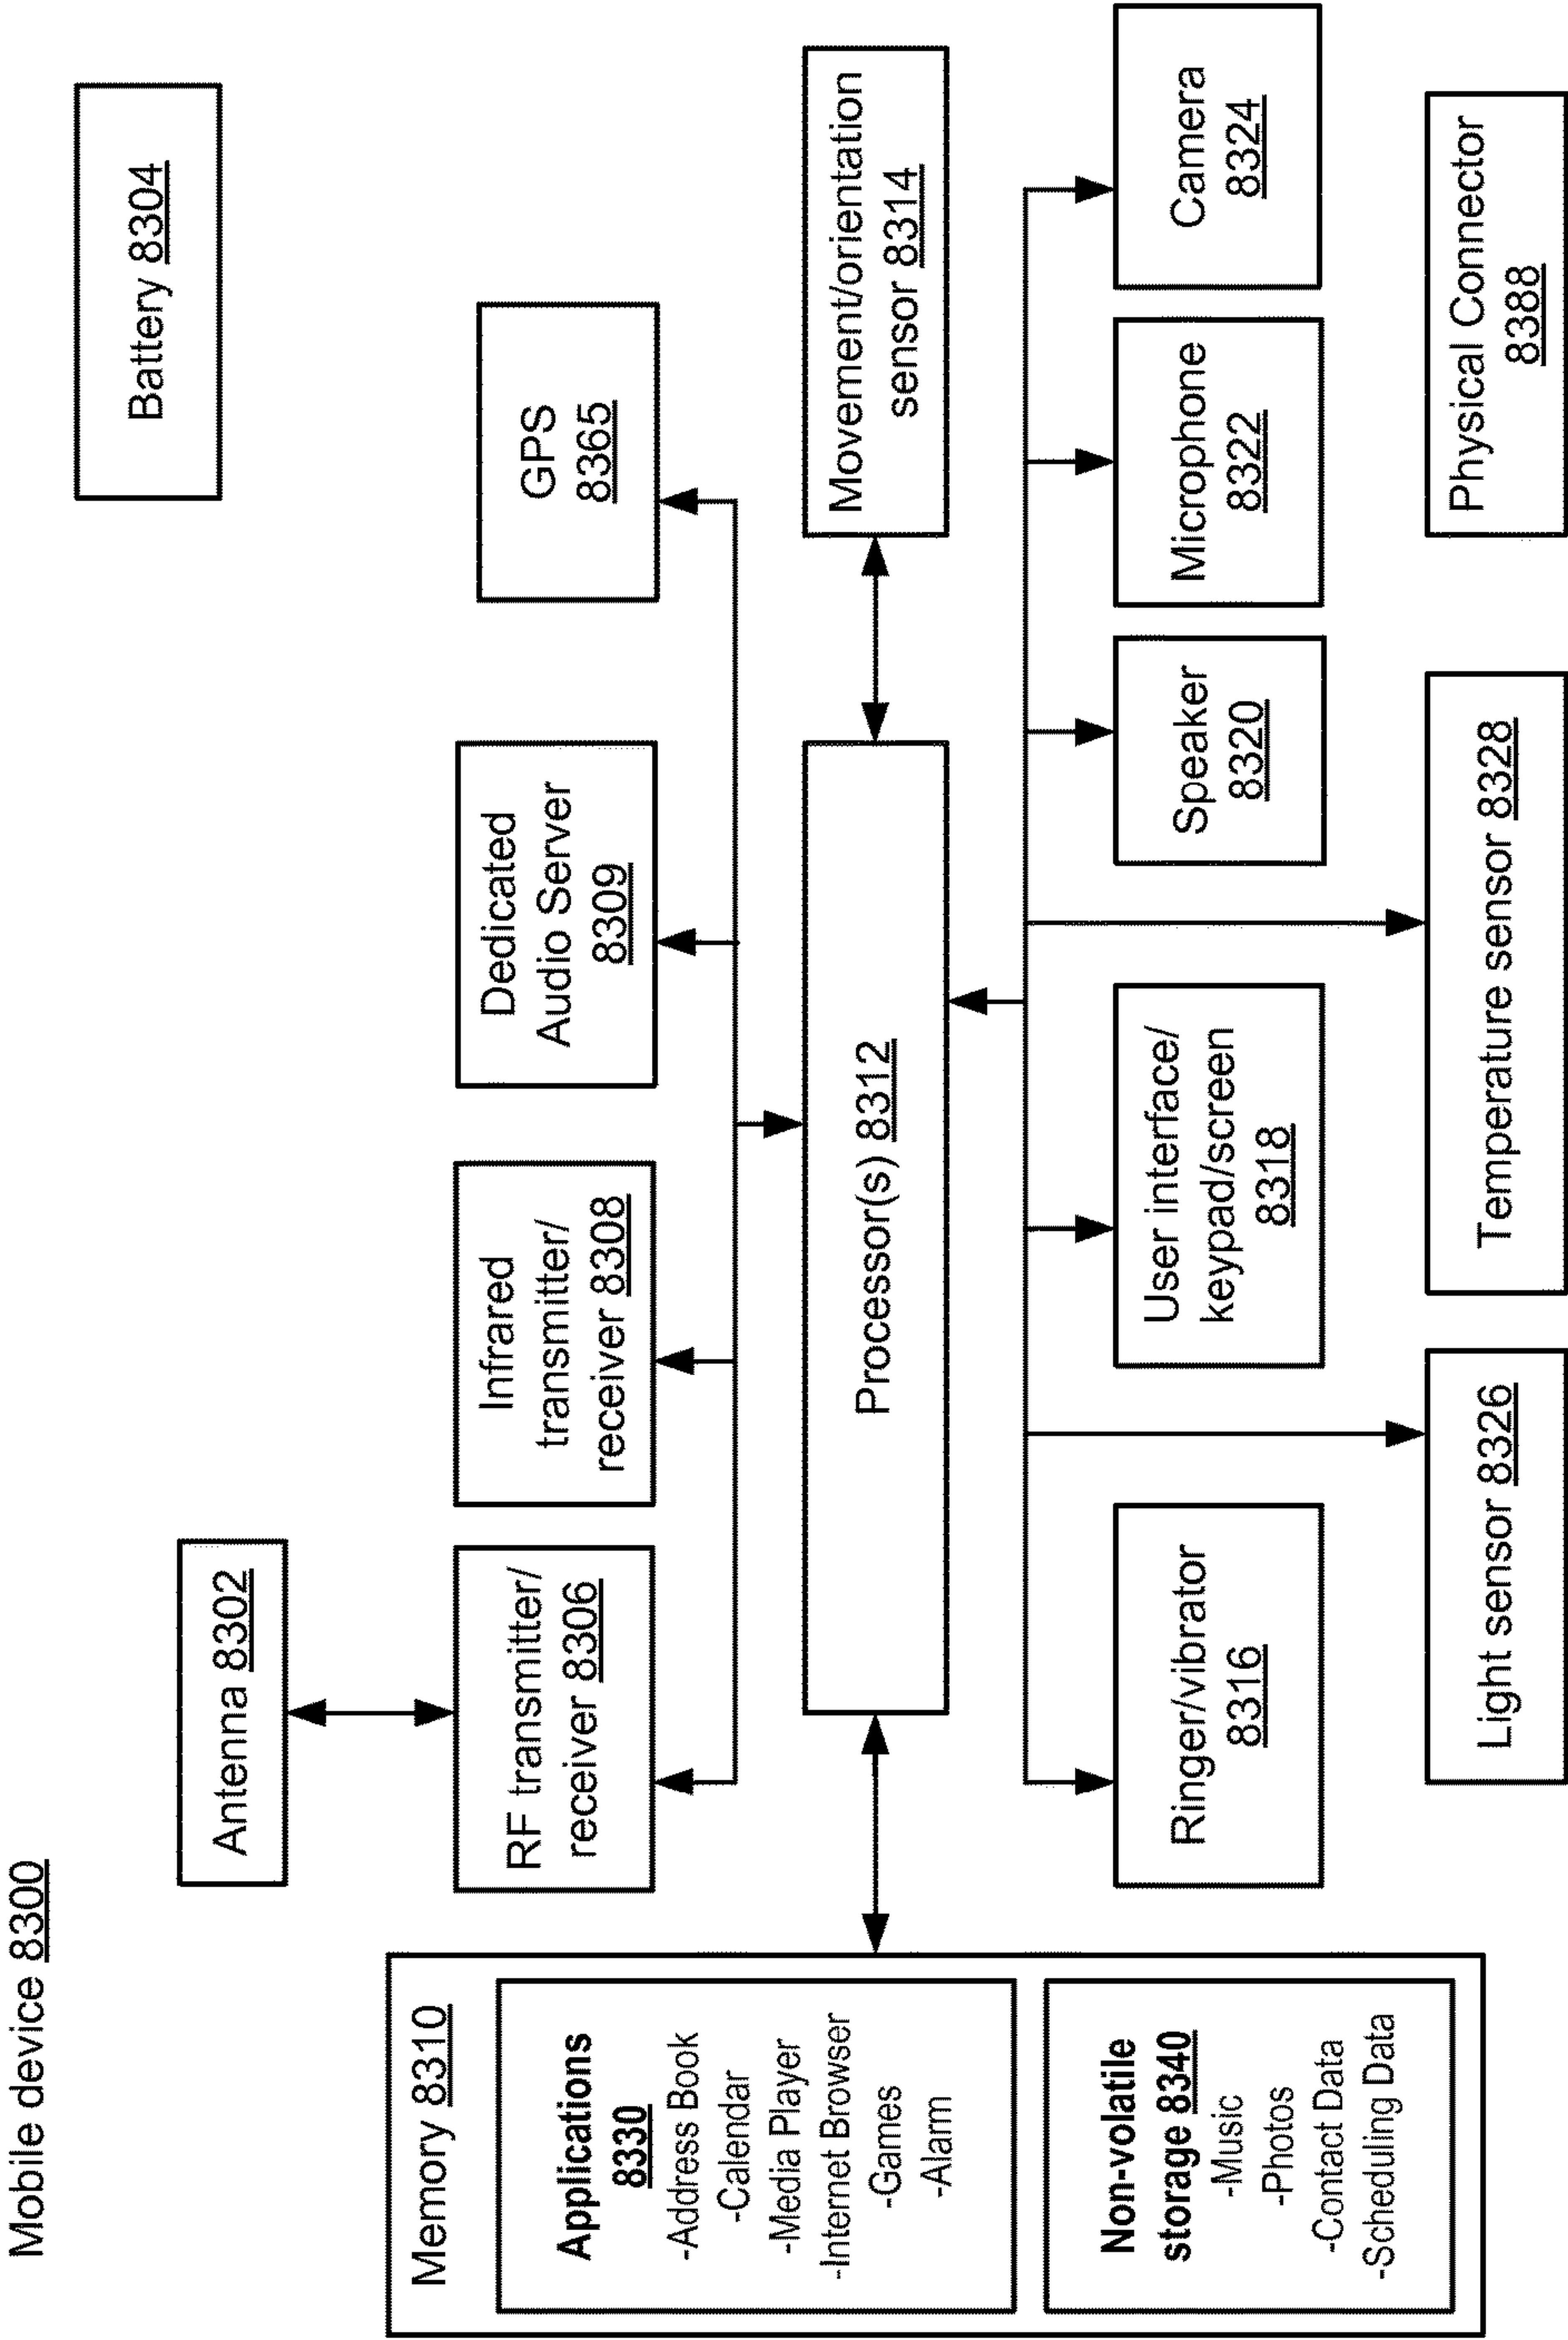 Mobile device 8300
Antenna 8302
Battery 8304
RF transmitter/
receiver 8306
Infrared
transmitter/
receiver 8308
Dedicated
Audio Server
8309
GPS
8365
Memory 8310
Applications
8330
-Address Book
-Calendar
-Media Player
-Internet Browser
-Games
-Alarm
Non-volatile
storage 8340
-Music
-Photos
-Contact Data
-Scheduling Data
Processor(s) 8312
Movement/orientation
sensor 8314
Ringer/vibrator
8316
User interface/
keypad/screen
8318
Speaker
8320
Microphone
8322
Camera
8324
Light sensor 8326
Temperature sensor 8328
Physical Connector
8388